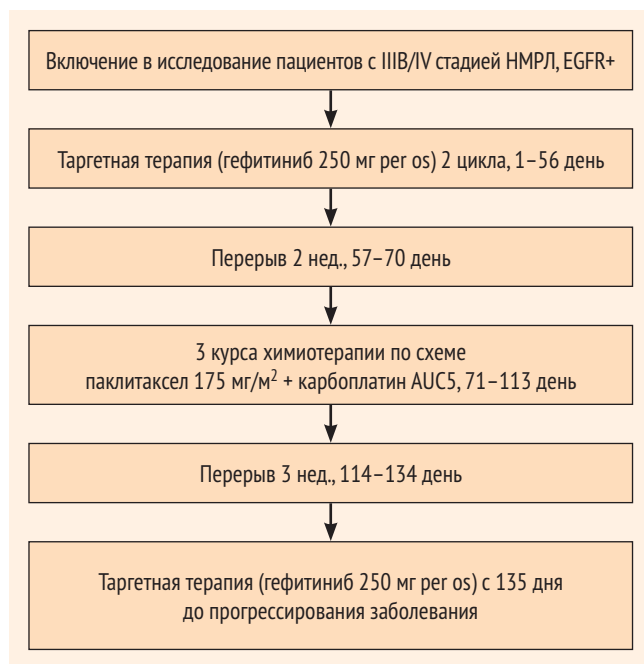 Включение в исследование пациентов с IIIB/IV стадией НМРЛ, EGFR+
Таргетная терапия (гефитиниб 250 мг per os) 2 цикла, 1–56 день
Перерыв 2 нед., 57–70 день
3 курса химиотерапии по схеме
паклитаксел 175 мг/м² + карбоплатин AUC5, 71–113 день
Перерыв 3 нед., 114–134 день
Таргетная терапия (гефитиниб 250 мг per os) с 135 дня
до прогрессирования заболевания